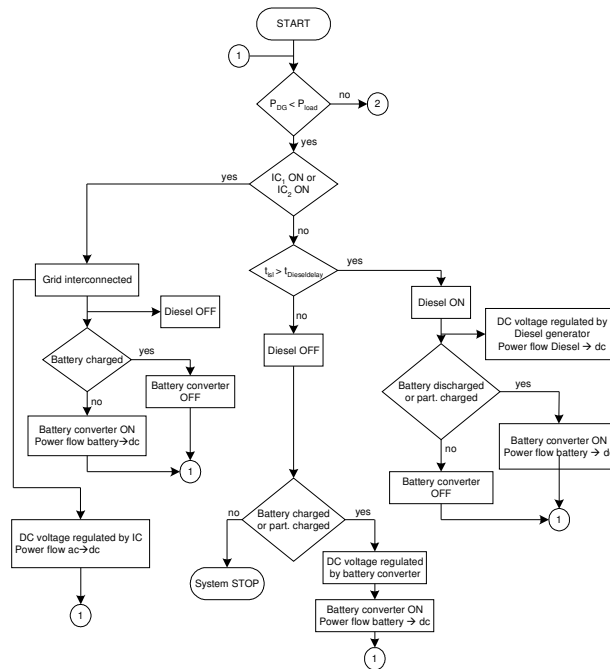 START
1
P_DG < P_load
no
2
yes
IC_1 ON or
IC_2 ON
yes
no
Grid interconnected
Diesel OFF
Battery charged
yes
no
Battery converter
OFF
Battery converter ON
Power flow battery→dc
1
DC voltage regulated by IC
Power flow ac→dc
1
t_isl > t_Dieseldelay
yes
no
Diesel OFF
Diesel ON
DC voltage regulated by
Diesel generator
Power flow Diesel → dc
Battery discharged
or part. charged
yes
no
Battery converter ON
Power flow battery → dc
Battery converter
OFF
1
Battery charged
or part. charged
no
yes
System STOP
DC voltage regulated
by battery converter
Battery converter ON
Power flow battery → dc
1